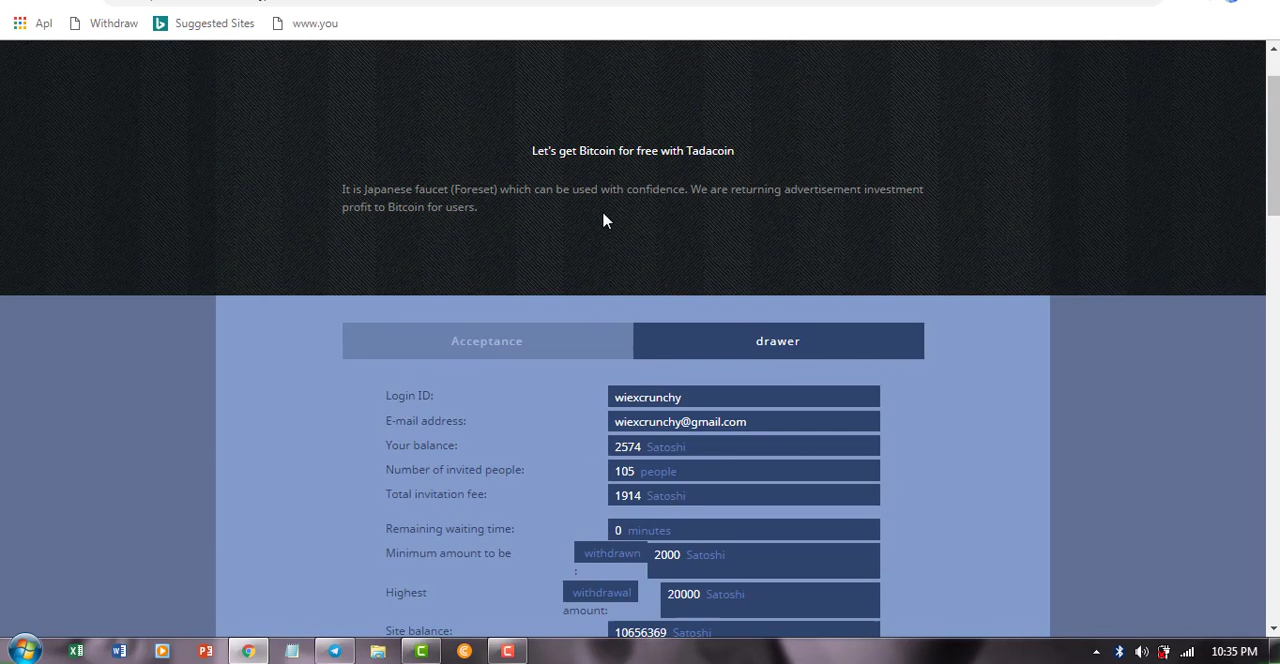 Apl Withdraw Suggested Sites www.you
Let's get Bitcoin for free with Tadacoin
It is Japanese faucet (Foreset) which can be used with confidence. We are returning advertisement investment
profit to Bitcoin for users.
Acceptance drawer
Login ID: wiexcrunchy
E-mail address: wiexcrunchy@gmail.com
Your balance: 2574 Satoshi
Number of invited people: 105 people
Total invitation fee: 1914 Satoshi
Remaining waiting time: 0 minutes
Minimum amount to be withdrawn 2000 Satoshi
:
Highest withdrawal 20000 Satoshi
amount:
Site balance: 10656369 Satoshi
10:35 PM